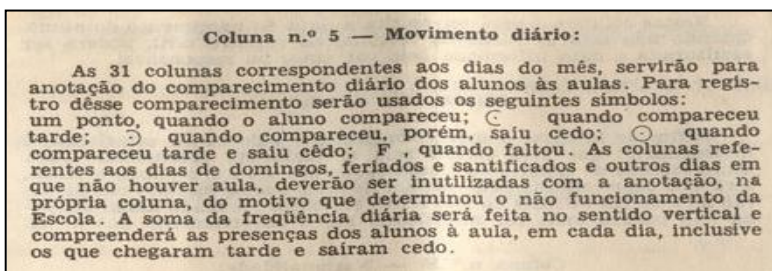 Coluna n.º 5 — Movimento diário:
As 31 colunas correspondentes aos dias do mês, servirão para
anotação do comparecimento diário dos alunos às aulas. Para regis-
tro dêsse comparecimento serão usados os seguintes símbolos:
um ponto, quando o aluno compareceu; quando compareceu
tarde; quando compareceu, porém, saiu cedo; ⊙ quando
compareceu tarde e saiu cêdo; F , quando faltou. As colunas refe-
rentes aos dias de domingos, feriados e santificados e outros dias em
que não houver aula, deverão ser inutilizadas com a anotação, na
própria coluna, do motivo que determinou o não funcionamento da
Escola. A soma da freqüência diária será feita no sentido vertical e
compreenderá as presenças dos alunos à aula, em cada dia, inclusive
os que chegaram tarde e saíram cedo.